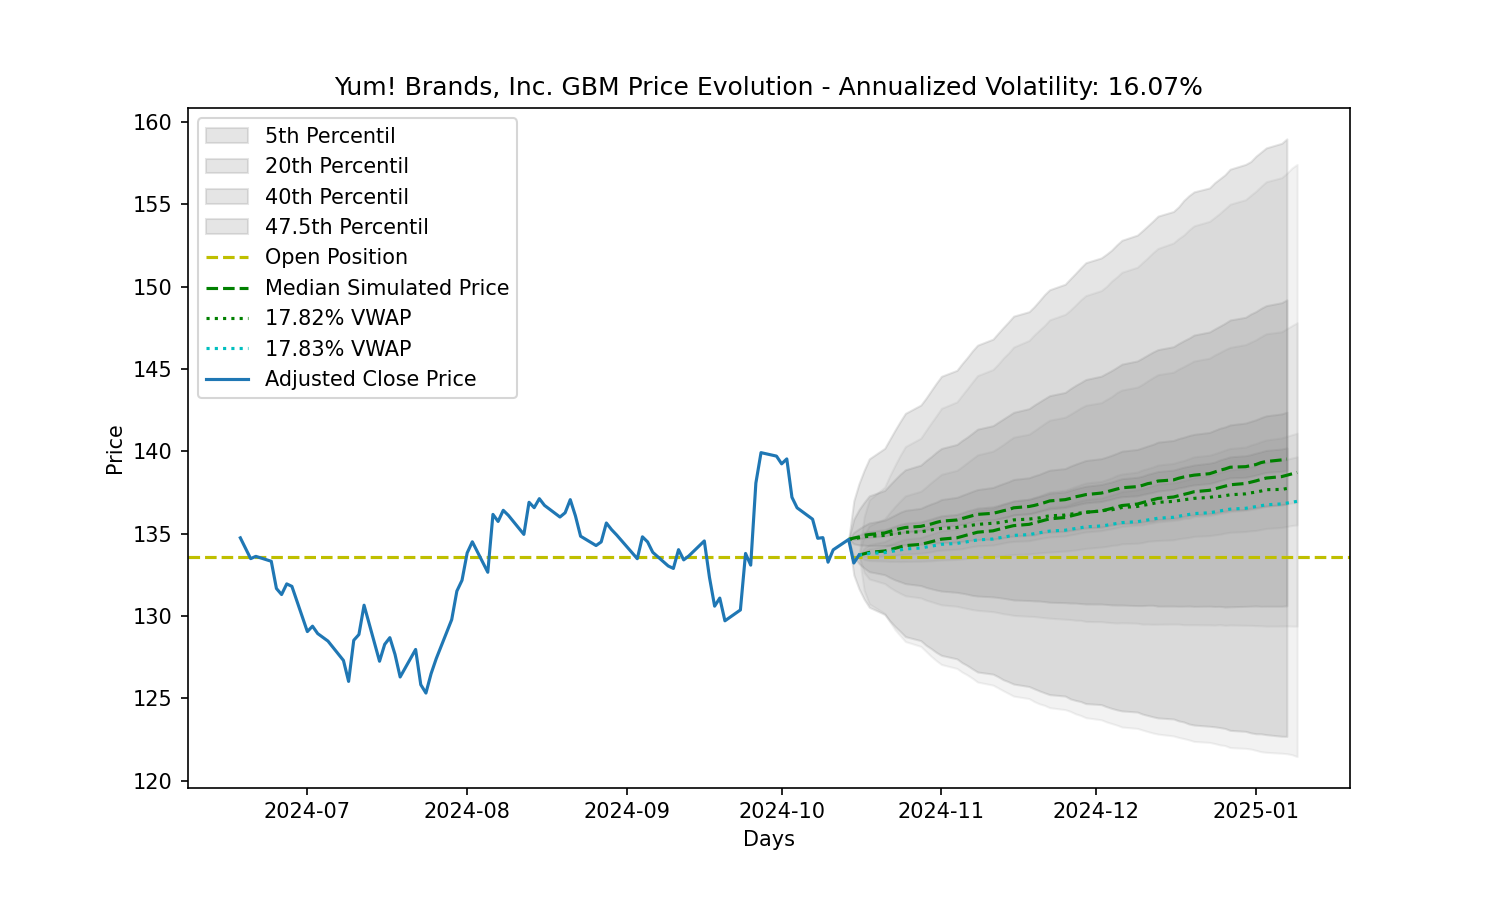 Yum! Brands, Inc. GBM Price Evolution - Annualized Volatility: 16.07%
160
155
150
145
140
135
130
125
120
Price
5th Percentil
20th Percentil
40th Percentil
47.5th Percentil
Open Position
Median Simulated Price
17.82% VWAP
17.83% VWAP
Adjusted Close Price
2024-07
2024-08
2024-09
2024-10
2024-11
2024-12
2025-01
Days